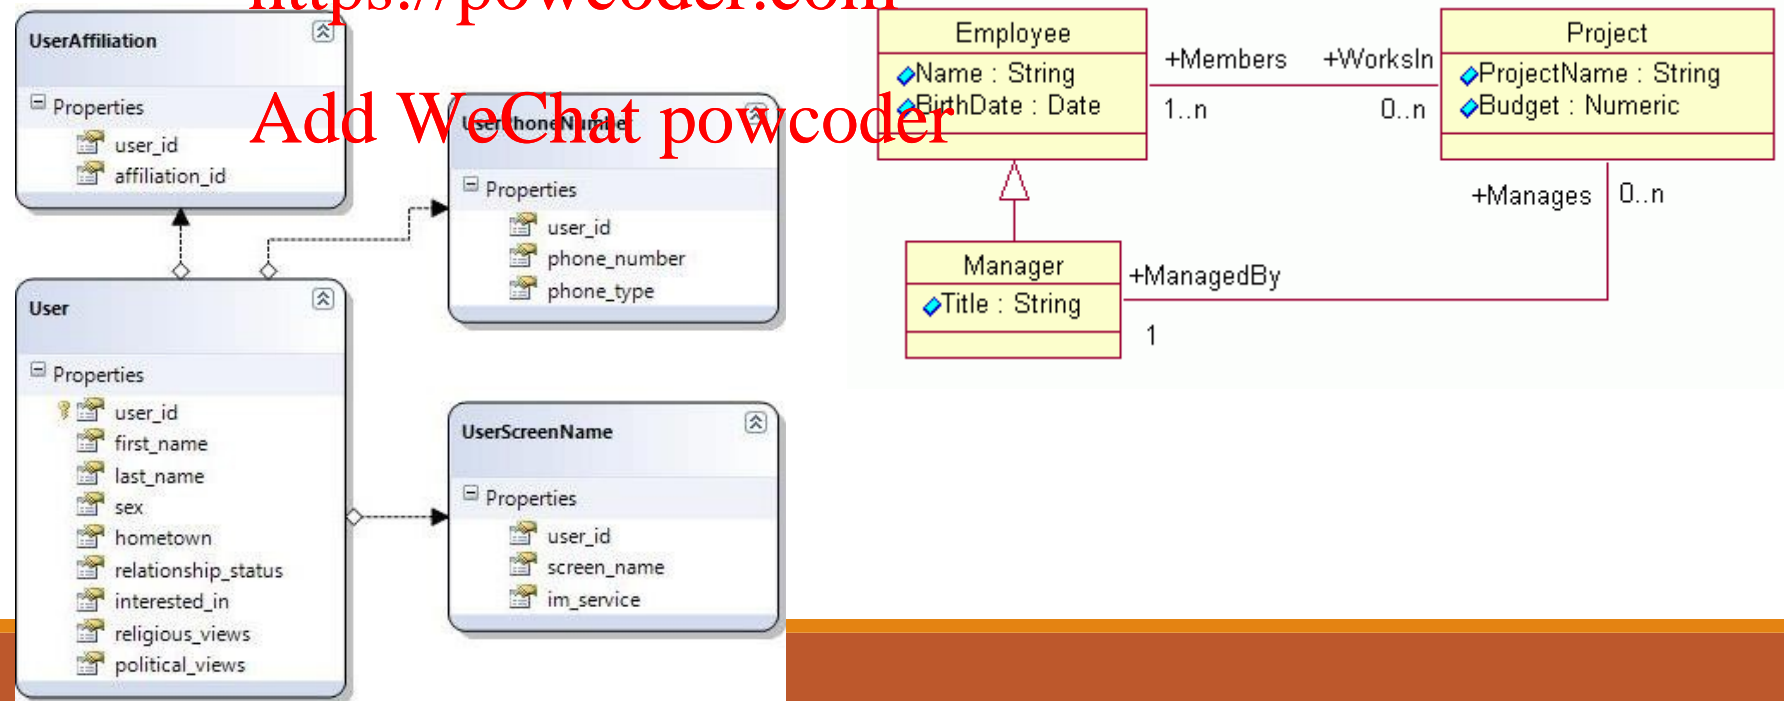 https://powcoder.com
Add WeChat powcoder
UserAffiliation
Properties
user_id
affiliation_id
UserPhoneNumber
Properties
user_id
phone_number
phone_type
User
Properties
user_id
first_name
last_name
sex
hometown
relationship_status
interested_in
religious_views
political_views
UserScreenName
Properties
user_id
screen_name
im_service
Employee
Name : String
BirthDate : Date
+Members
+WorksIn
1..n
0..n
Project
ProjectName : String
Budget : Numeric
+Manages
0..n
Manager
Title : String
+ManagedBy
1